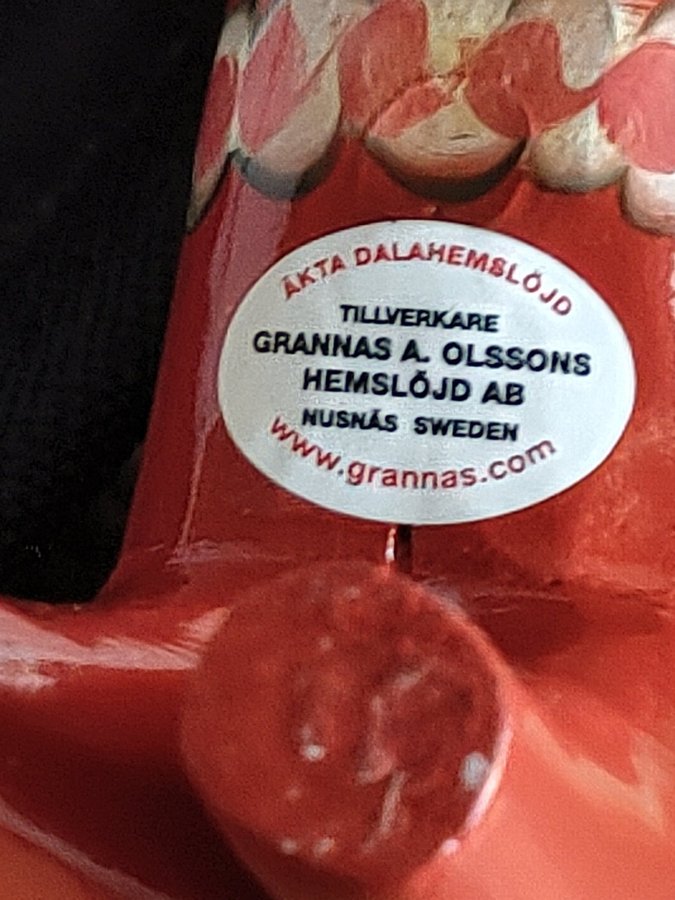 ÄKTA DALAHEMSLÖJD
TILLVERKARE
GRANNAS A. OLSSONS
HEMSLÖJD AB
NUSNÄS SWEDEN
www.grannas.com